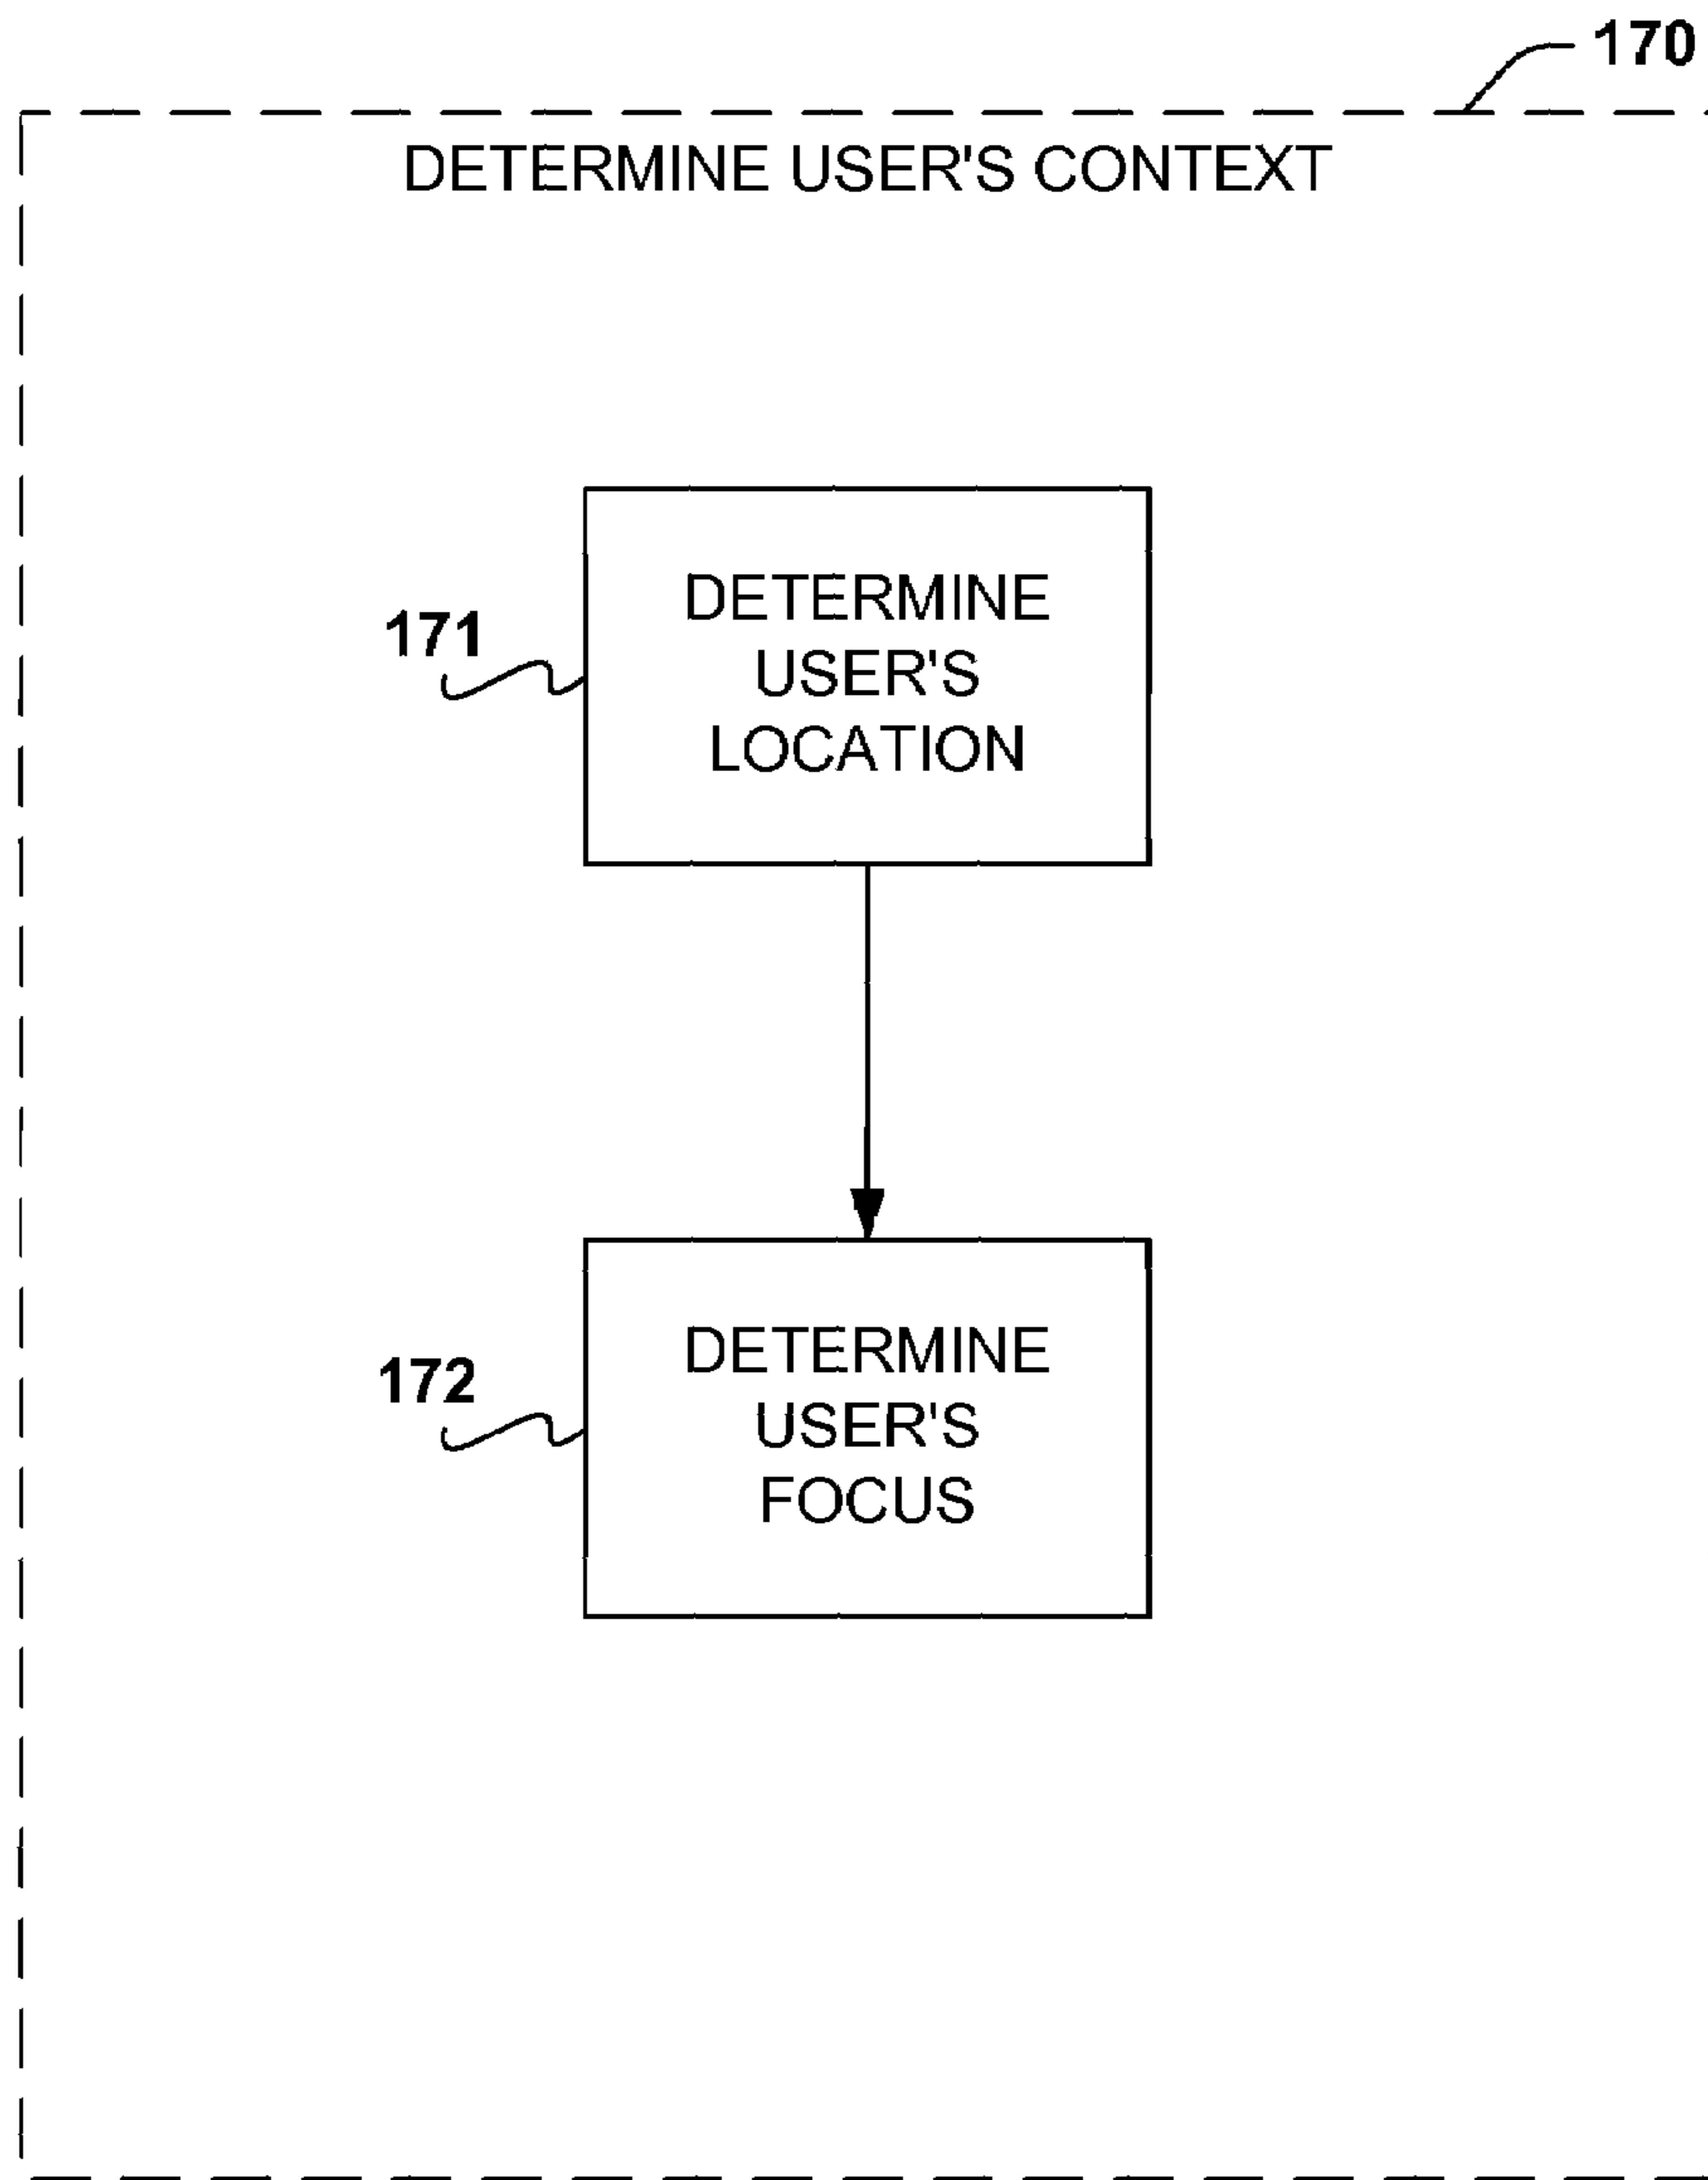 170
DETERMINE USER'S CONTEXT
171
DETERMINE
USER'S
LOCATION
172
DETERMINE
USER'S
FOCUS